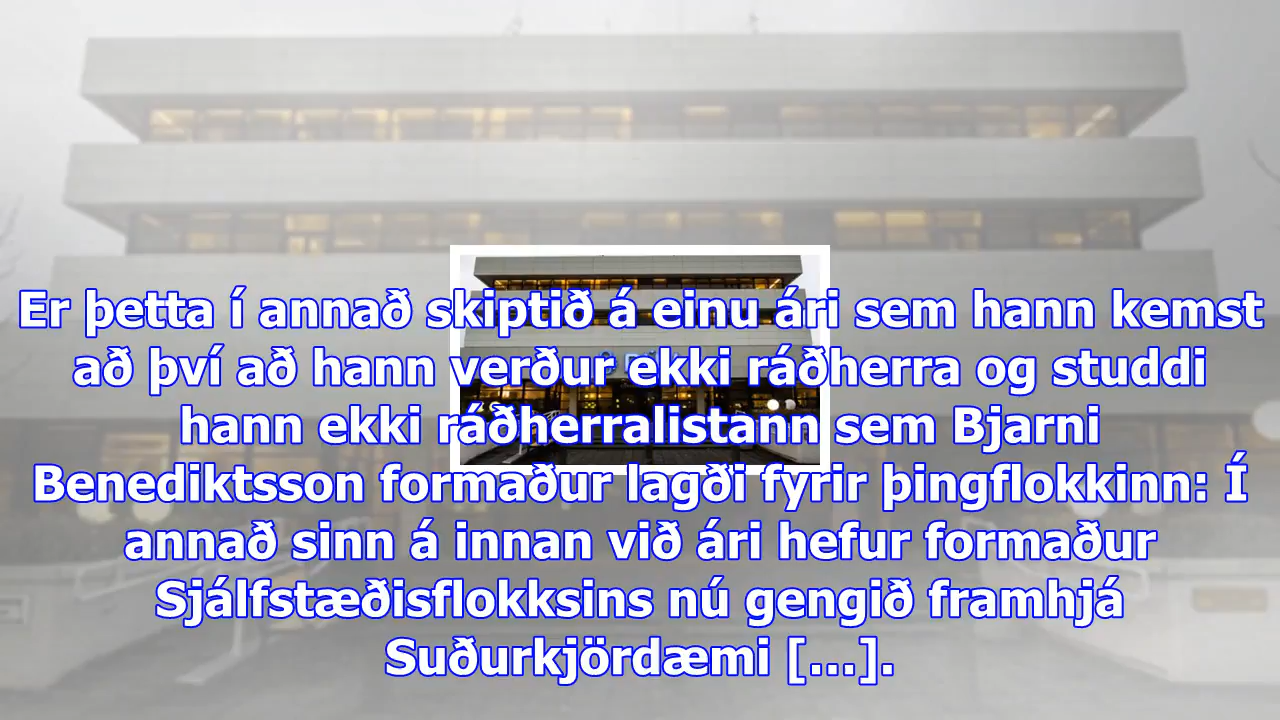 Er þetta í annað skiptið á einu ári sem hann kemst
að því að hann verður ekki ráðherra og studdi
hann ekki ráðherralistann sem Bjarni
Benediktsson formaður lagði fyrir þingflokkinn: Í
annað sinn á innan við ári hefur formaður
Sjálfstæðisflokksins nú gengið framhjá
Suðurkjördæmi [...].